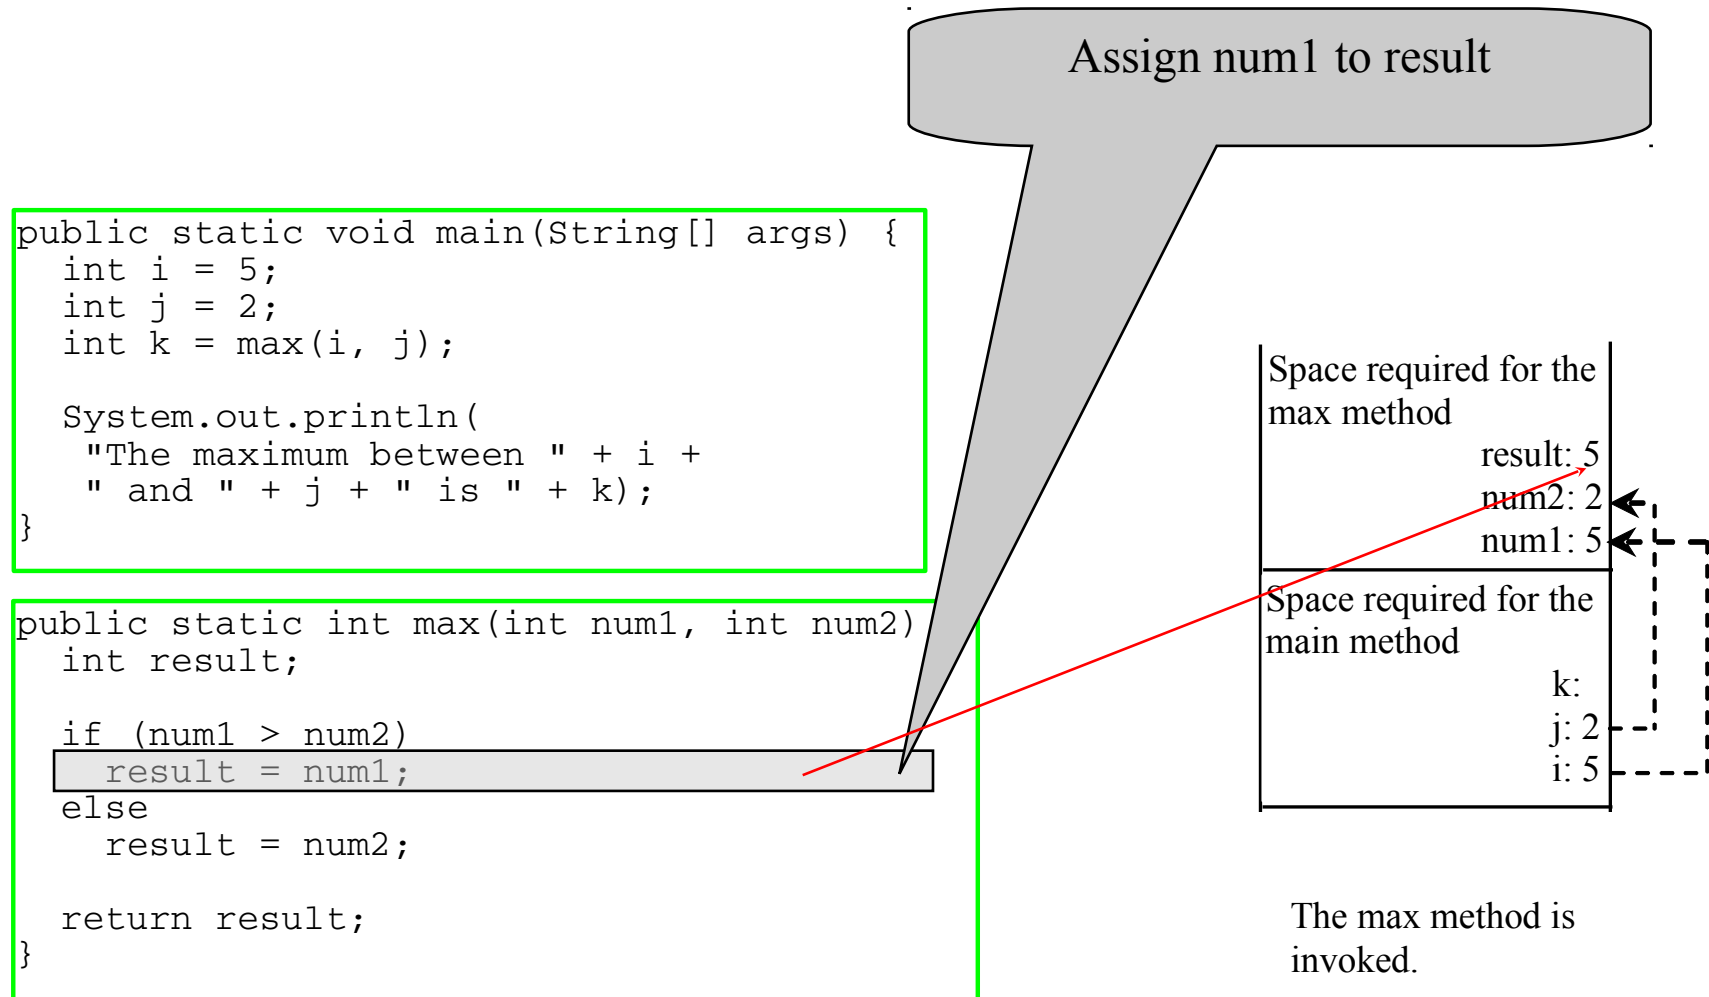 Assign num1 to result
public static void main(String[] args) {
  int i = 5;
  int j = 2;
  int k = max(i, j);
  System.out.println(
   "The maximum between " + i +
   " and " + j + " is " + k);
}
public static int max(int num1, int num2)
  int result;
  if (num1 > num2)
    result = num1;
  else
    result = num2;
  return result;
}
Space required for the
max method
result: 5
num2: 2
num1: 5
Space required for the
main method
k:
j: 2
i: 5
The max method is
invoked.